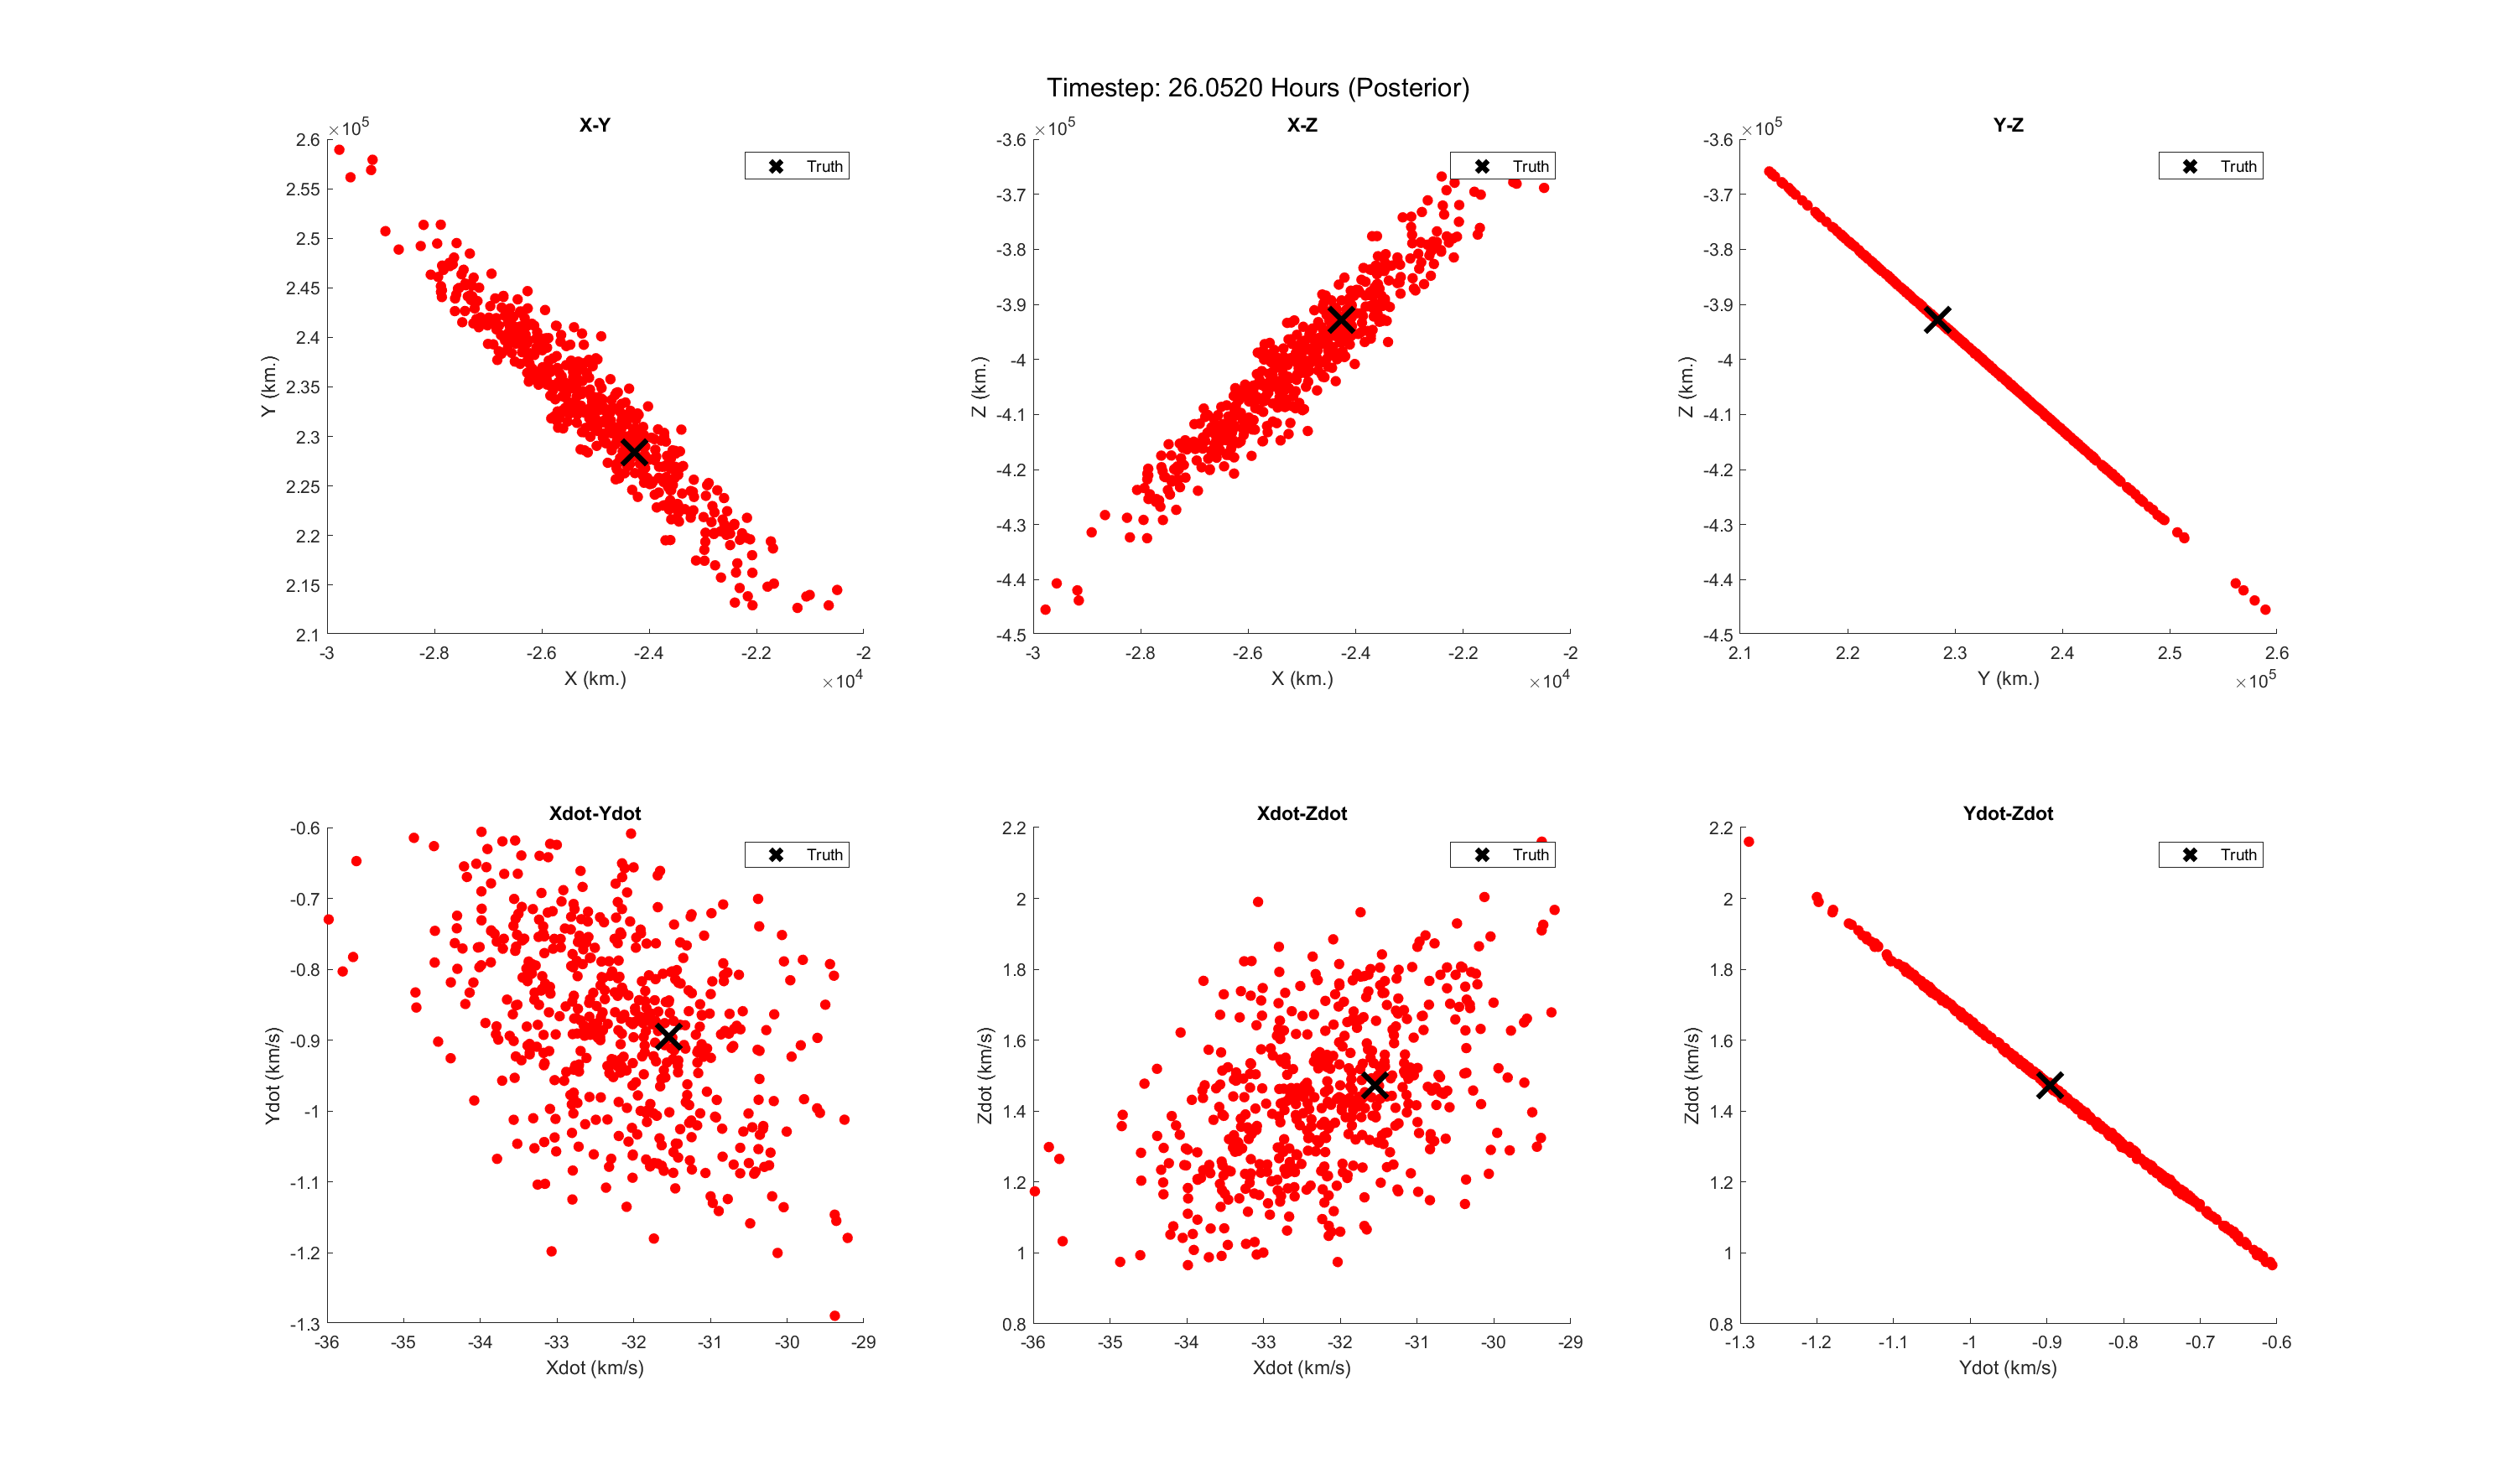 Timestep: 26.0520 Hours (Posterior)
X-Y
×10^5
2.6
2.55
2.5
2.45
2.4
2.35
2.3
2.25
2.2
2.15
2.1
Y (km.)
Truth
-3 -2.8 -2.6 -2.4 -2.2 -2
X (km.)
×10^4
X-Z
×10^5
-3.6
-3.7
-3.8
-3.9
-4
-4.1
-4.2
-4.3
-4.4
-4.5
Z (km.)
Truth
-3 -2.8 -2.6 -2.4 -2.2 -2
X (km.)
×10^4
Y-Z
×10^5
-3.6
-3.7
-3.8
-3.9
-4
-4.1
-4.2
-4.3
-4.4
-4.5
Z (km.)
Truth
2.1 2.2 2.3 2.4 2.5 2.6
Y (km.)
×10^5
Xdot-Ydot
-0.6
-0.7
-0.8
-0.9
-1
-1.1
-1.2
-1.3
Ydot (km/s)
Truth
-36 -35 -34 -33 -32 -31 -30 -29
Xdot (km/s)
Xdot-Zdot
2.2
2
1.8
1.6
1.4
1.2
1
0.8
Zdot (km/s)
Truth
-36 -35 -34 -33 -32 -31 -30 -29
Xdot (km/s)
Ydot-Zdot
2.2
2
1.8
1.6
1.4
1.2
1
0.8
Zdot (km/s)
Truth
-1.3 -1.2 -1.1 -1 -0.9 -0.8 -0.7 -0.6
Ydot (km/s)